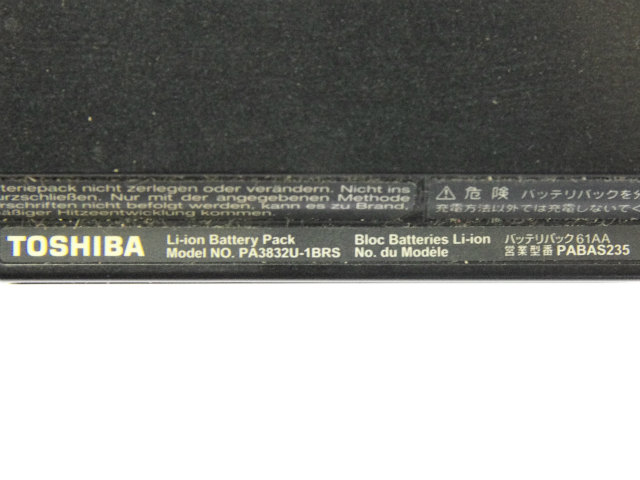 teriepack nicht zerlegen oder verändern. Nicht ins
urzschließen. Nur mit der angegebenen Methode
orschriften nicht befolgt werden, kann es zu Brand,
mäßiger Hitzeentwicklung kommen.
⚠ 危険 バッテリパックを分
充電方法以外では充電しないで
TOSHIBA
Li-ion Battery Pack
Model NO. PA3832U-1BRS
Bloc Batteries Li-ion
No. du Modèle
バッテリパック61AA
営業型番 PABAS235